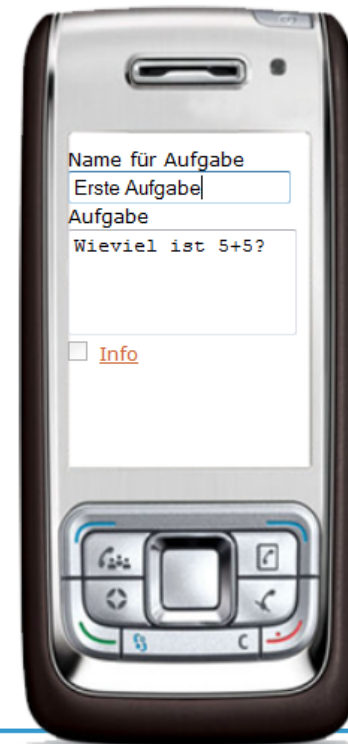 Name für Aufgabe
Erste Aufgabe
Aufgabe
Wieviel ist 5+5?
Info
C